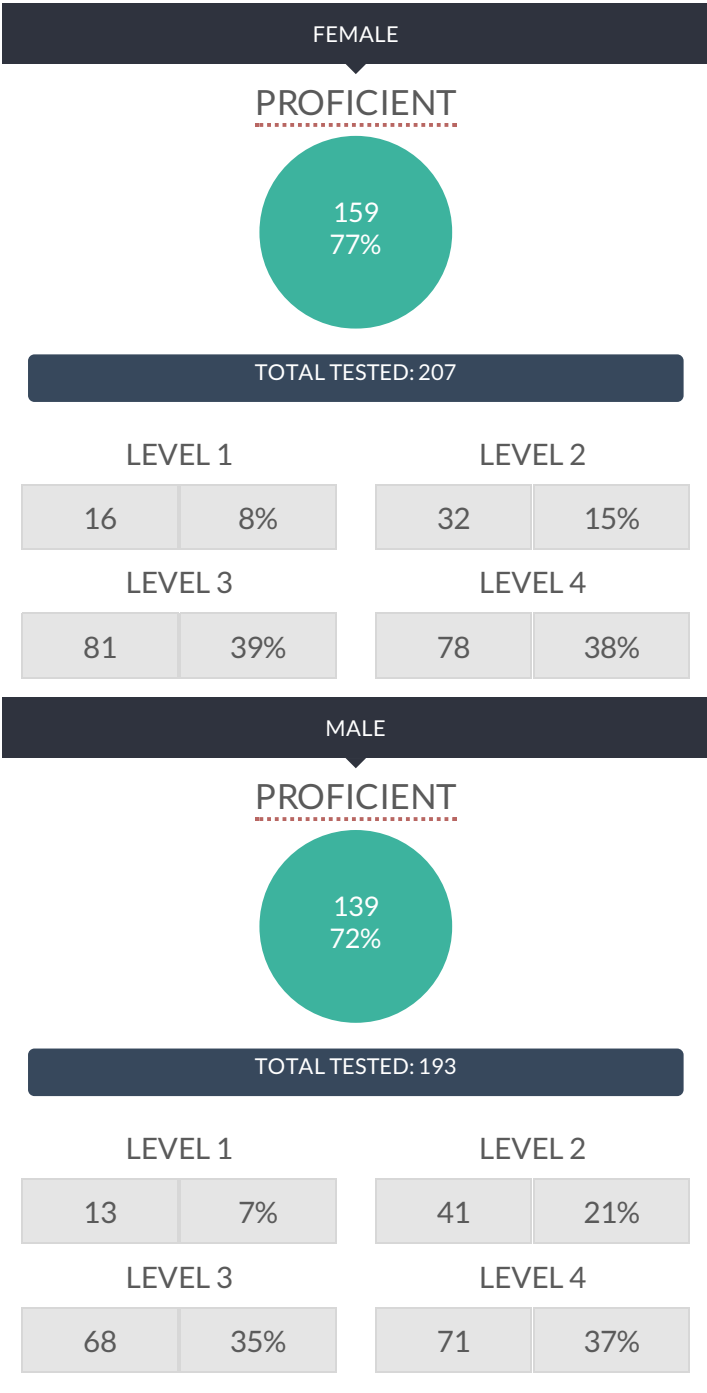 FEMALE
PROFICIENT
159
77%
TOTAL TESTED: 207
LEVEL 1 LEVEL 2
16 8% 32 15%
LEVEL 3 LEVEL 4
81 39% 78 38%
MALE
PROFICIENT
139
72%
TOTAL TESTED: 193
LEVEL 1 LEVEL 2
13 7% 41 21%
LEVEL 3 LEVEL 4
68 35% 71 37%